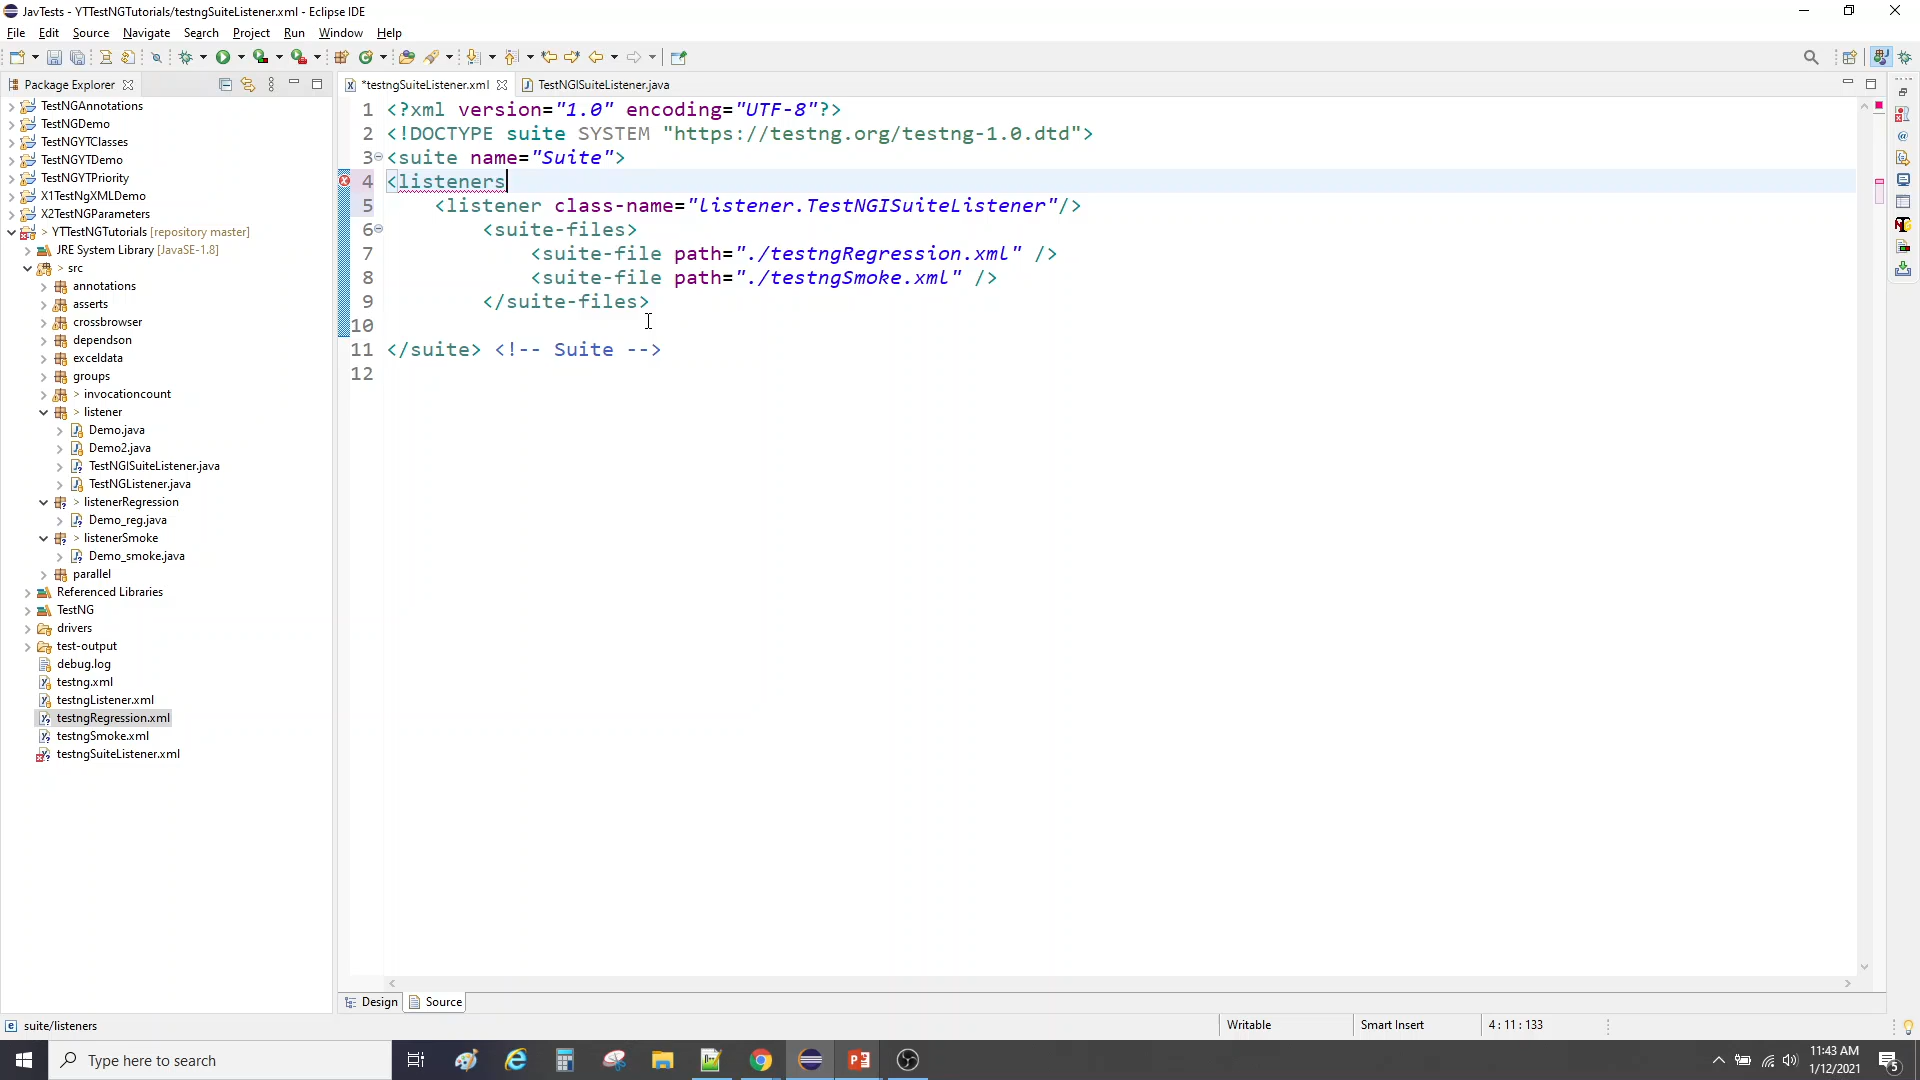 JavTests - YTTestNGTutorials/testngSuiteListener.xml - Eclipse IDE
File Edit Source Navigate Search Project Run Window Help
Package Explorer
*testngSuiteListener.xml TestNGISuiteListener.java
TestNGAnnotations
TestNGDemo
TestNGYTClasses
TestNGYTDemo
TestNGYTPriority
X1TestNgXMLDemo
X2TestNGParameters
> YTTestNGTutorials [repository master]
JRE System Library [JavaSE-1.8]
> src
annotations
asserts
crossbrowser
dependson
exceldata
groups
> invocationcount
> listener
Demo.java
Demo2.java
TestNGISuiteListener.java
TestNGListener.java
> listenerRegression
Demo_reg.java
> listenerSmoke
Demo_smoke.java
parallel
Referenced Libraries
TestNG
drivers
test-output
debug.log
testng.xml
testngListener.xml
testngRegression.xml
testngSmoke.xml
testngSuiteListener.xml
1 <?xml version="1.0" encoding="UTF-8"?>
2 <!DOCTYPE suite SYSTEM "https://testng.org/testng-1.0.dtd">
3 <suite name="Suite">
4 <listeners
5 <listener class-name="listener.TestNGISuiteListener"/>
6 <suite-files>
7 <suite-file path="./testngRegression.xml" />
8 <suite-file path="./testngSmoke.xml" />
9 </suite-files>
10
11 </suite> <!-- Suite -->
12
Design Source
suite/listeners
Writable Smart Insert 4 : 11 : 133
Type here to search
11:43 AM
1/12/2021
5